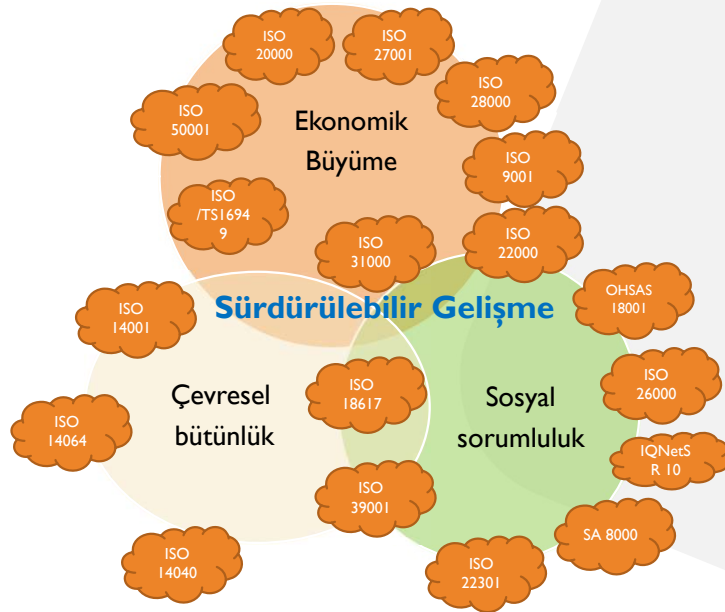 ISO
20000
ISO
27001
ISO
28000
ISO
50001
Ekonomik
Büyüme
ISO
9001
ISO
/TS1694
9
ISO
31000
ISO
22000
OHSAS
18001
ISO
14001
Sürdürülebilir Gelişme
ISO
18617
ISO
26000
Çevresel
bütünlük
Sosyal
sorumluluk
ISO
14064
IQNetS
R 10
ISO
39001
SA 8000
ISO
14040
ISO
22301